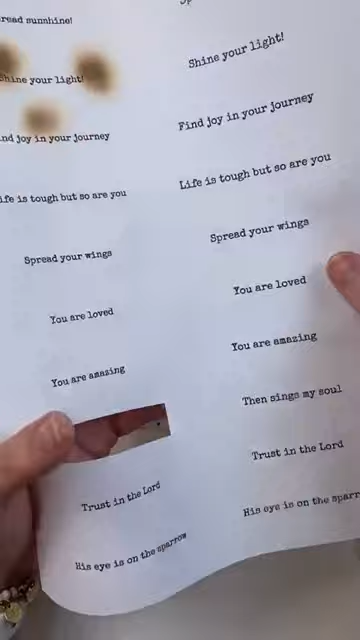 read sunnhine!
Shine your light!
nd joy in your journey
ife is tough but so are you
Spread your wings
You are loved
You are amazing
Trust in the Lord
His eye is on the sparrow
Sp
Shine your light!
Find joy in your journey
Life is tough but so are you
Spread your wings
You are loved
You are amazing
Then sings my soul
Trust in the Lord
His eye is on the sparr